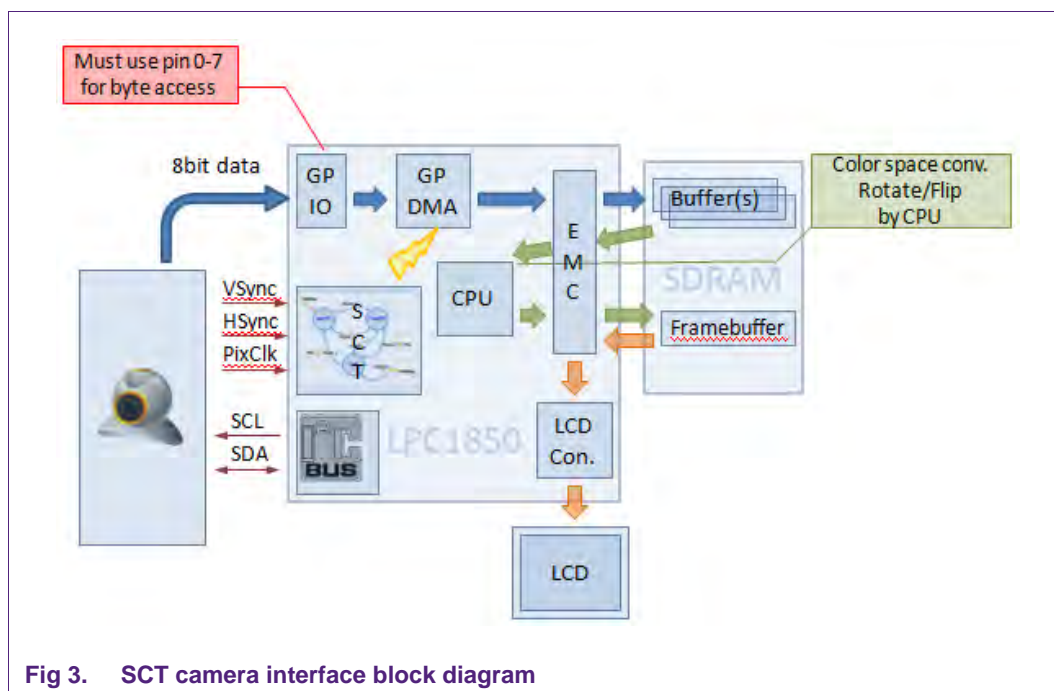 Must use pin 0-7
for byte access
8bit data
GP
IO
GP
DMA
E
M
C
Buffer(s)
Color space conv.
Rotate/Flip
by CPU
SDRAM
CPU
Framebuffer
VSync
HSync
PixClk
S
C
T
SCL
SDA
I²C
BUS
LPC1850
LCD
Con.
LCD
Fig 3. SCT camera interface block diagram